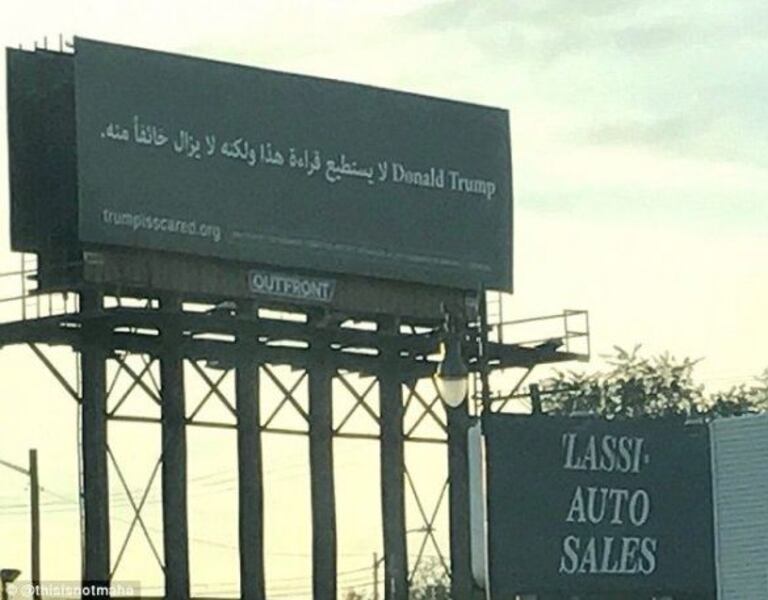 Donald Trump لا يستطيع قراءة هذا ولكنه لا يزال خائفاً منه.
trumpisscared.org
OUTFRONT
LASSI
AUTO
SALES
© @thisisnotmaha